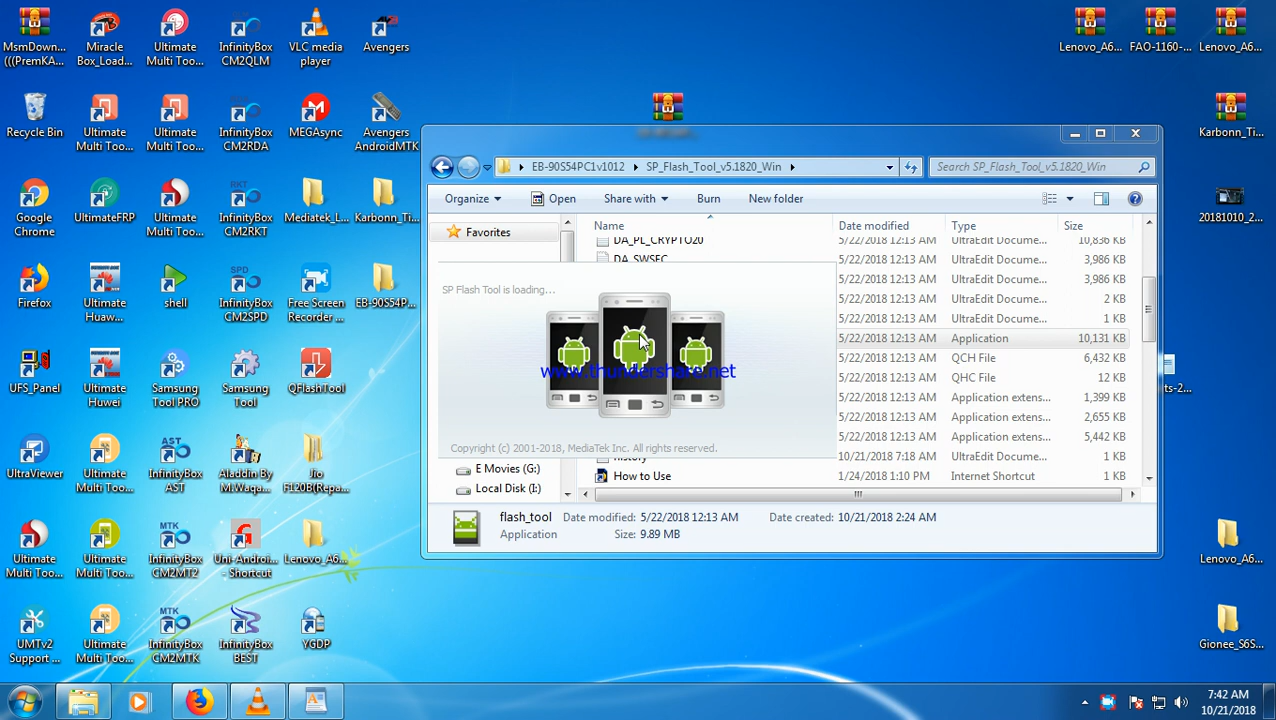 MsmDown...
(((PremKA...
Miracle
Box_Load...
Ultimate
Multi Too...
InfinityBox
CM2QLM
VLC media
player
Avengers
Lenovo_A6...
FAO-1160-...
Lenovo_A6...
Recycle Bin
Ultimate
Multi Too...
Ultimate
Multi Too...
InfinityBox
CM2RDA
MEGAsync
Avengers
AndroidMTK
Karbonn_Ti...
EB-90S54PC1v1012
SP_Flash_Tool_v5.1820_Win
Search SP_Flash_Tool_v5.1820_Win
Organize
Open
Share with
Burn
New folder
Google
Chrome
UltimateFRP
Ultimate
Multi Too...
InfinityBox
CM2RKT
Mediatek_L...
Karbonn_Ti...
20181010_2...
Favorites
Name
Date modified
Type
Size
DA_PL_CRYPTO20
5/22/2018 12:13 AM
UltraEdit Docume...
10,836 KB
DA_SWSEC
5/22/2018 12:13 AM
UltraEdit Docume...
3,986 KB
5/22/2018 12:13 AM
UltraEdit Docume...
3,986 KB
5/22/2018 12:13 AM
UltraEdit Docume...
2 KB
5/22/2018 12:13 AM
UltraEdit Docume...
1 KB
5/22/2018 12:13 AM
Application
10,131 KB
5/22/2018 12:13 AM
QCH File
6,432 KB
5/22/2018 12:13 AM
QHC File
12 KB
5/22/2018 12:13 AM
Application extens...
1,399 KB
5/22/2018 12:13 AM
Application extens...
2,655 KB
5/22/2018 12:13 AM
Application extens...
5,442 KB
history
10/21/2018 7:18 AM
UltraEdit Docume...
1 KB
How to Use
1/24/2018 1:10 PM
Internet Shortcut
1 KB
SP Flash Tool is loading...
www.thundershare.net
Copyright (c) 2001-2018, MediaTek Inc. All rights reserved.
E Movies (G:)
Local Disk (I:)
flash_tool
Date modified: 5/22/2018 12:13 AM
Date created: 10/21/2018 2:24 AM
Application
Size: 9.89 MB
Firefox
Ultimate
Huaw...
shell
InfinityBox
CM2SPD
Free Screen
Recorder ...
EB-90S54P...
UFS_Panel
Ultimate
Huwei
Samsung
Tool PRO
Samsung
Tool
QFlashTool
UltraViewer
Ultimate
Multi Too...
InfinityBox
AST
Aladdin By
M.Waqa...
Jio
F120B(Repa...
Ultimate
Multi Too...
Ultimate
Multi Too...
InfinityBox
CM2MT2
Uni-Androi...
- Shortcut
Lenovo_A6...
Lenovo_A6...
UMTv2
Support ...
Ultimate
Multi Too...
InfinityBox
CM2MTK
InfinityBox
BEST
YGDP
Gionee_S6S...
7:42 AM
10/21/2018